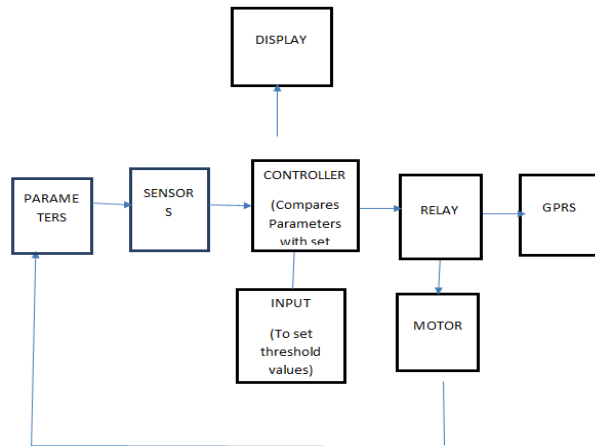 DISPLAY
PARAME
TERS
SENSOR
S
CONTROLLER
(Compares
Parameters
with set
RELAY
GPRS
INPUT
(To set
threshold
values)
MOTOR